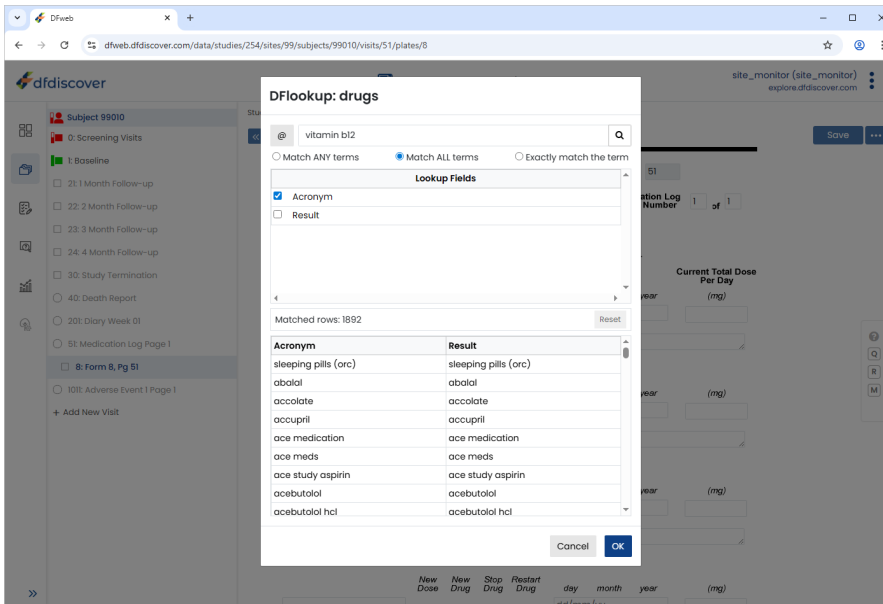 DFweb
dfweb.dfdiscover.com/data/studies/254/sites/99/subjects/99010/visits/51/plates/8
dfdiscover
site_monitor (site_monitor)
explore.dfdiscover.com
Subject 99010
0: Screening Visits
1: Baseline
21: 1 Month Follow-up
22: 2 Month Follow-up
23: 3 Month Follow-up
24: 4 Month Follow-up
30: Study Termination
40: Death Report
201: Diary Week 01
51: Medication Log Page 1
8: Form 8, Pg 51
1011: Adverse Event 1 Page 1
+ Add New Visit
DFlookup: drugs
@ vitamin b12
Match ANY terms Match ALL terms Exactly match the term
Lookup Fields
Acronym
Result
Matched rows: 1892 Reset
Acronym Result
sleeping pills (orc) sleeping pills (orc)
abalal abalal
accolate accolate
accupril accupril
ace medication ace medication
ace meds ace meds
ace study aspirin ace study aspirin
acebutolol acebutolol
acebutolol hcl acebutolol hcl
Cancel OK
Save
51
Log
Number 1 of 1
Current Total Dose
Per Day
year (mg)
year (mg)
year (mg)
Q
R
M
New Dose New Drug Stop Drug Restart Drug day month year (mg)